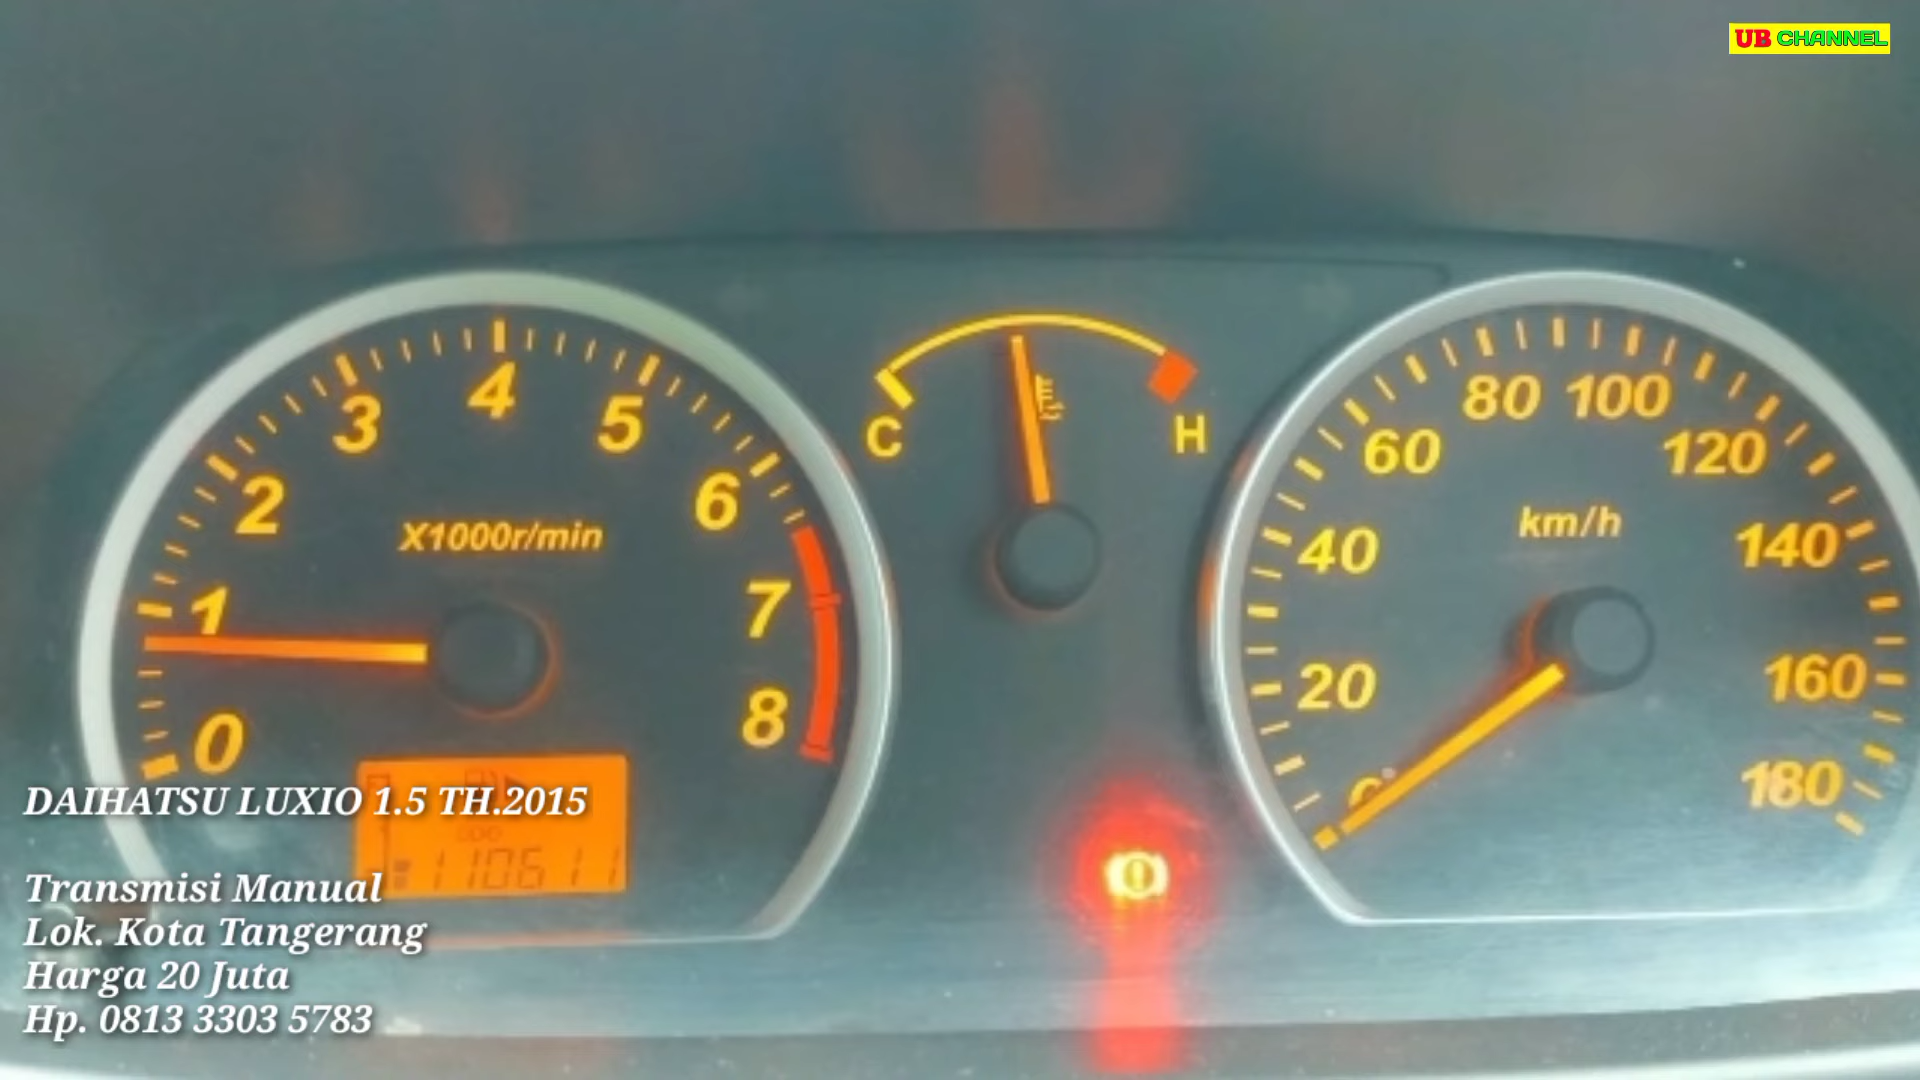 UB CHANNEL
4
3
5
2
6
X1000r/min
1
7
0
8
C
H
80 100
60
120
km/h
40
140
20
160
0
180
ODO
110611
DAIHATSU LUXIO 1.5 TH.2015
Transmisi Manual
Lok. Kota Tangerang
Harga 20 Juta
Hp. 0813 3303 5783